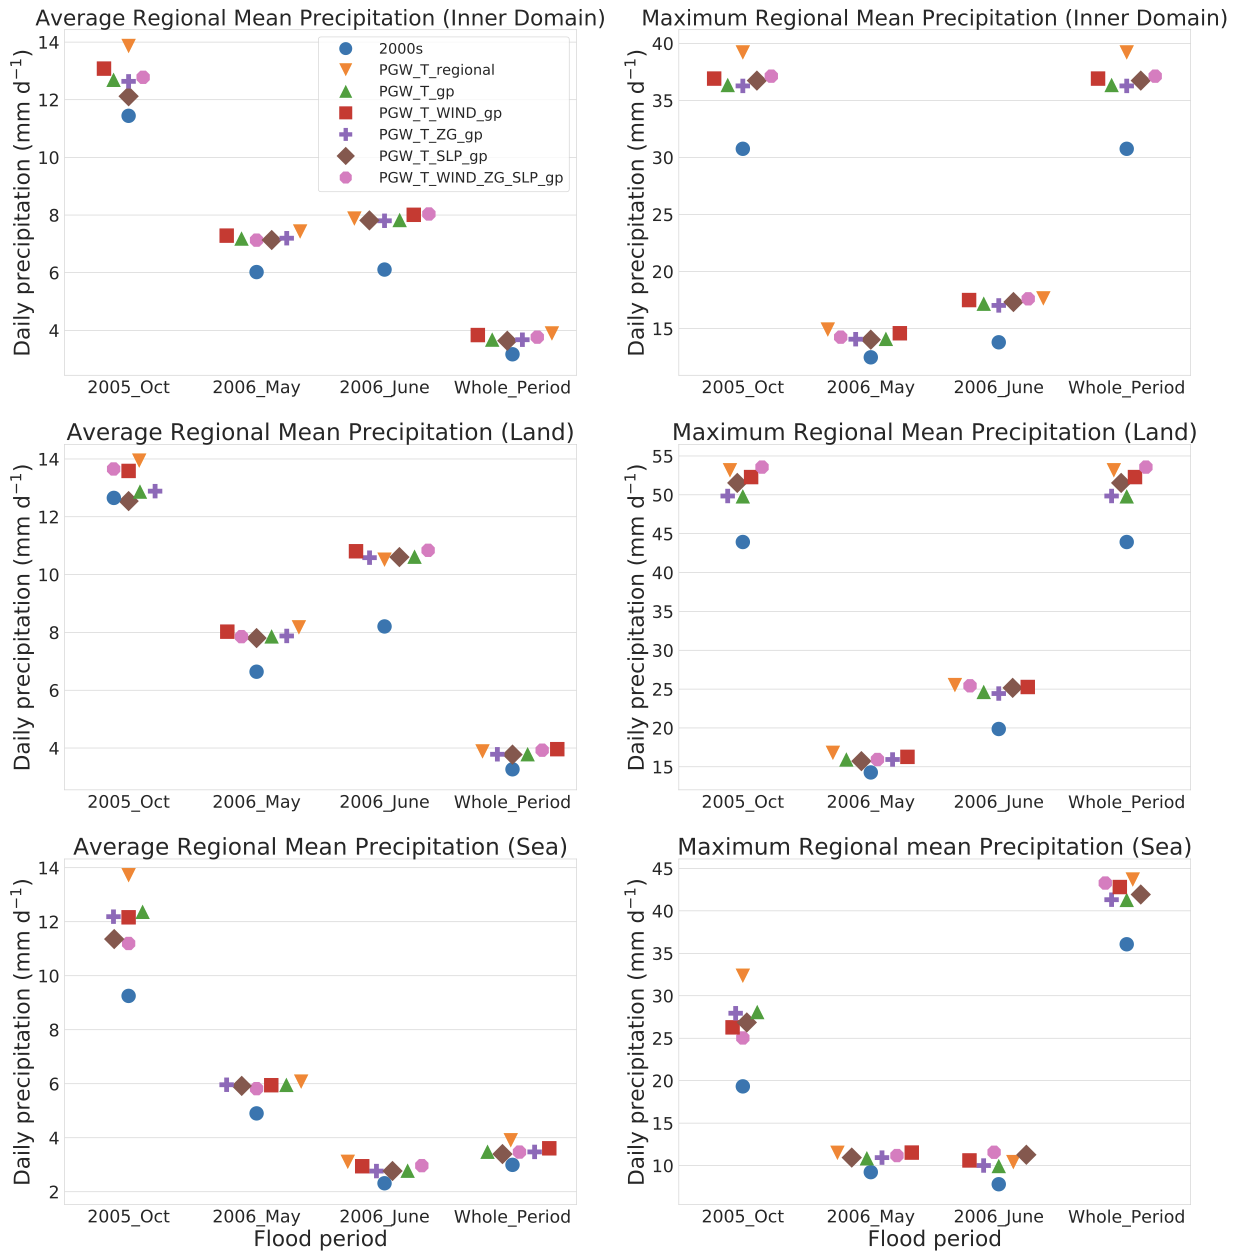 Average Regional Mean Precipitation (Inner Domain)
Daily precipitation (mm d⁻¹)
14
12
10
8
6
4
2000s
PGW_T_regional
PGW_T_gp
PGW_T_WIND_gp
PGW_T_ZG_gp
PGW_T_SLP_gp
PGW_T_WIND_ZG_SLP_gp
2005_Oct 2006_May 2006_June Whole_Period
Maximum Regional Mean Precipitation (Inner Domain)
Daily precipitation (mm d⁻¹)
40
35
30
25
20
15
2005_Oct 2006_May 2006_June Whole_Period
Average Regional Mean Precipitation (Land)
Daily precipitation (mm d⁻¹)
14
12
10
8
6
4
2005_Oct 2006_May 2006_June Whole_Period
Maximum Regional Mean Precipitation (Land)
Daily precipitation (mm d⁻¹)
55
50
45
40
35
30
25
20
15
2005_Oct 2006_May 2006_June Whole_Period
Average Regional Mean Precipitation (Sea)
Daily precipitation (mm d⁻¹)
14
12
10
8
6
4
2
2005_Oct 2006_May 2006_June Whole_Period
Flood period
Maximum Regional mean Precipitation (Sea)
Daily precipitation (mm d⁻¹)
45
40
35
30
25
20
15
10
2005_Oct 2006_May 2006_June Whole_Period
Flood period